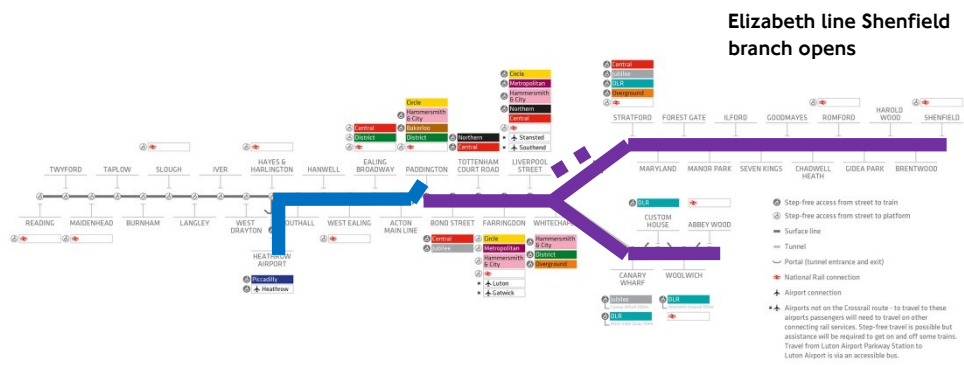 Elizabeth line Shenfield
branch opens
Circle
Metropolitan
Hammersmith
& City
Northern
Central
Stansted
Southend
Central
Jubilee
DLR
Overground
Circle
Hammersmith
& City
Bakerloo
District
Central
District
Northern
Central
STRATFORD FOREST GATE ILFORD GOODMAYES ROMFORD HAROLD
WOOD SHENFIELD
TWYFORD TAPLOW SLOUGH IVER HAYES &
HARLINGTON HANWELL EALING
BROADWAY PADDINGTON TOTTENHAM
COURT ROAD LIVERPOOL
STREET
MARYLAND MANOR PARK SEVEN KINGS CHADWELL
HEATH GIDEA PARK BRENTWOOD
READING MAIDENHEAD BURNHAM LANGLEY WEST
DRAYTON OUTHALL WEST EALING ACTON
MAIN LINE BOND STREET FARRINGDON WHITECHAP
HEATHROW
AIRPORT
Piccadilly
Heathrow
Central
Jubilee
Circle
Metropolitan
Hammersmith
& City
Luton
Gatwick
Hammersmith
& City
District
Overground
DLR
CUSTOM
HOUSE ABBEY WOOD
CANARY
WHARF WOOLWICH
Jubilee
DLR
DLR
Step-free access from street to train
Step-free access from street to platform
Surface line
Tunnel
Portal (tunnel entrance and exit)
National Rail connection
Airport connection
Airports not on the Crossrail route - to travel to these
airports passengers will need to travel on other
connecting rail services. Step-free travel is possible but
assistance will be required to get on and off some trains.
Travel from Luton Airport Parkway Station to
Luton Airport is via an accessible bus.